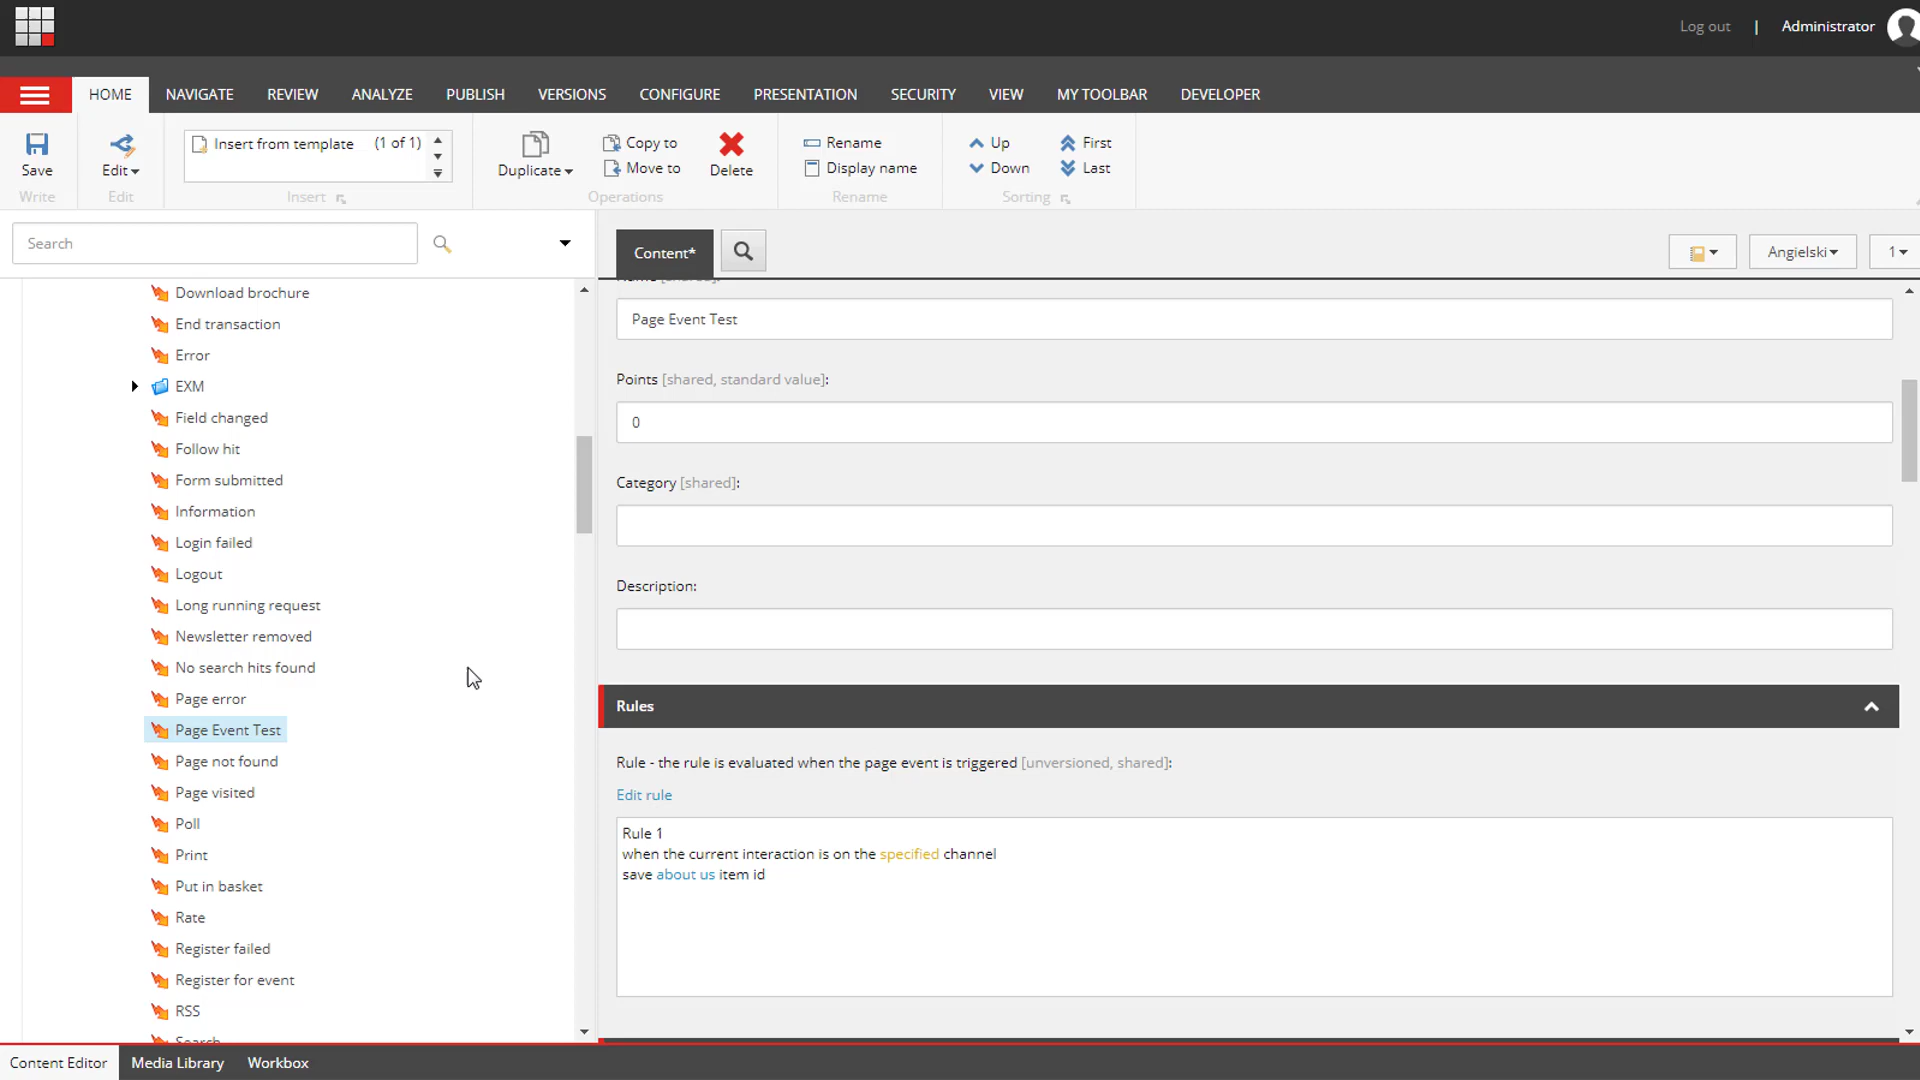 Log out | Administrator
HOME NAVIGATE REVIEW ANALYZE PUBLISH VERSIONS CONFIGURE PRESENTATION SECURITY VIEW MY TOOLBAR DEVELOPER
Save
Write
Edit
Edit
Insert from template (1 of 1)
Insert
Duplicate
Copy to
Move to
Delete
Operations
Rename
Display name
Rename
Up First
Down Last
Sorting
Search
Content*
Angielski
1
Download brochure
End transaction
Error
EXM
Field changed
Follow hit
Form submitted
Information
Login failed
Logout
Long running request
Newsletter removed
No search hits found
Page error
Page Event Test
Page not found
Page visited
Poll
Print
Put in basket
Rate
Register failed
Register for event
RSS
Search
Name [shared]:
Page Event Test
Points [shared, standard value]:
0
Category [shared]:
Description:
Rules
Rule - the rule is evaluated when the page event is triggered [unversioned, shared]:
Edit rule
Rule 1
when the current interaction is on the specified channel
save about us item id
Content Editor Media Library Workbox